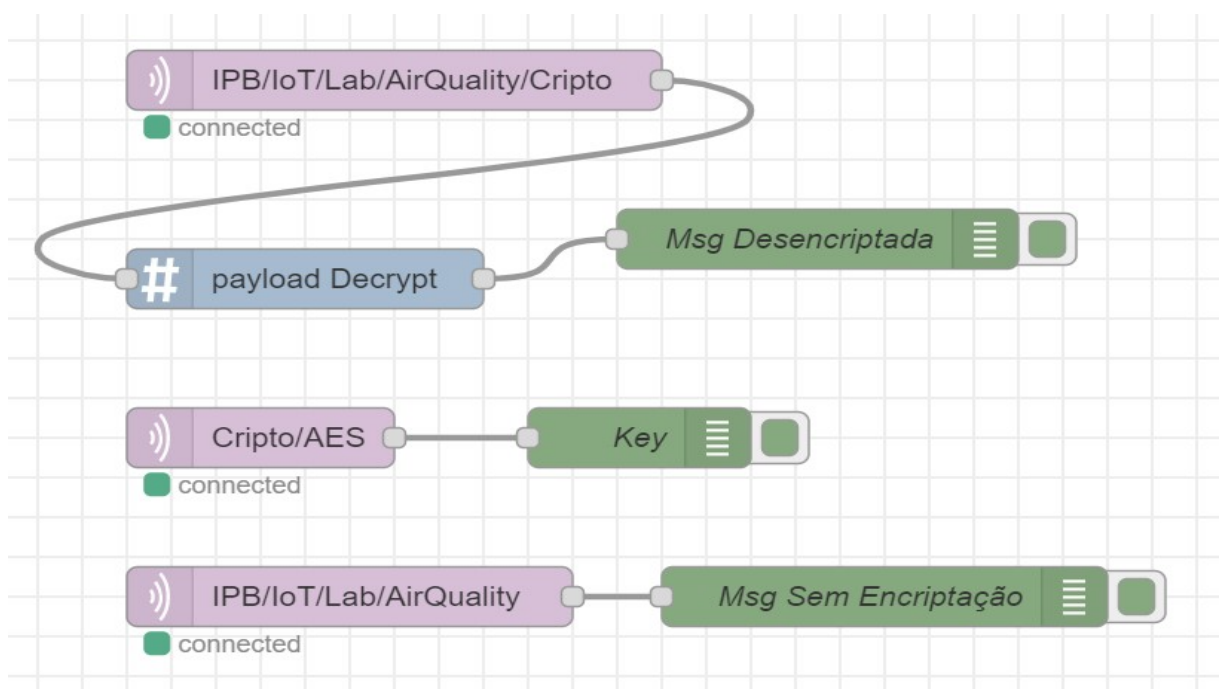 IPB/IoT/Lab/AirQuality/Cripto
connected
Msg Desencriptada
# payload Decrypt
Cripto/AES
Key
connected
IPB/IoT/Lab/AirQuality
Msg Sem Encriptação
connected